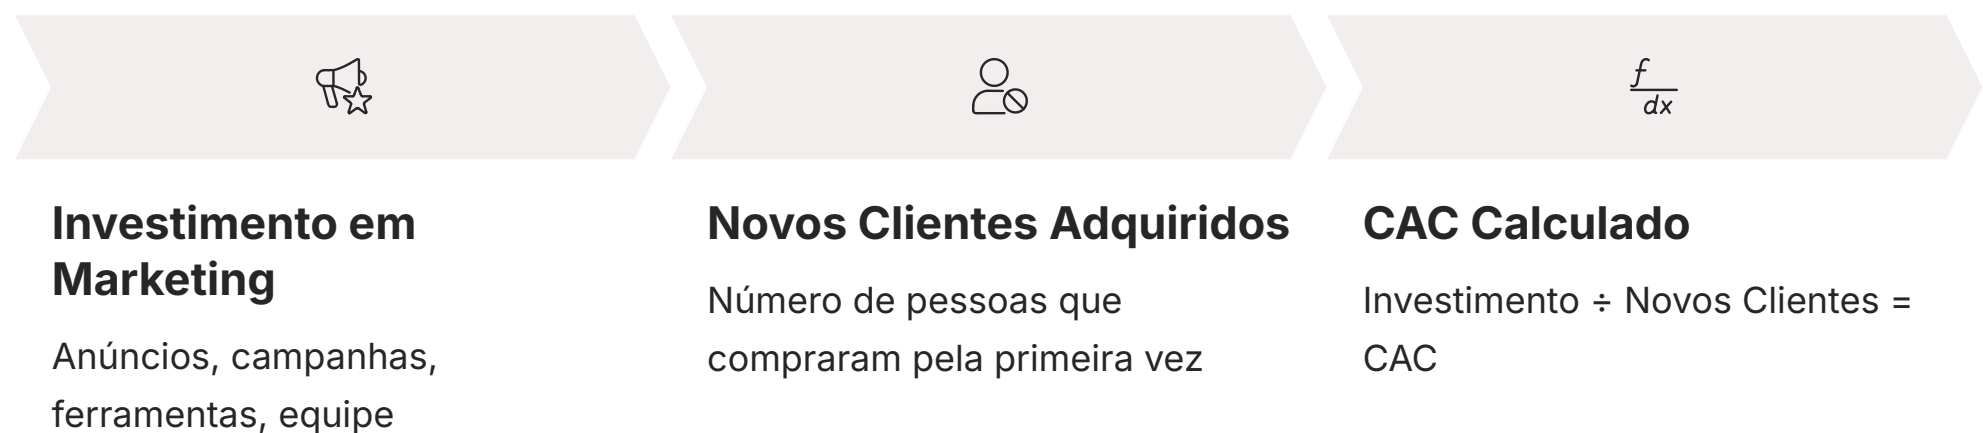 f
dx
Investimento em
Marketing
Anúncios, campanhas,
ferramentas, equipe
Novos Clientes Adquiridos
Número de pessoas que
compraram pela primeira vez
CAC Calculado
Investimento ÷ Novos Clientes =
CAC